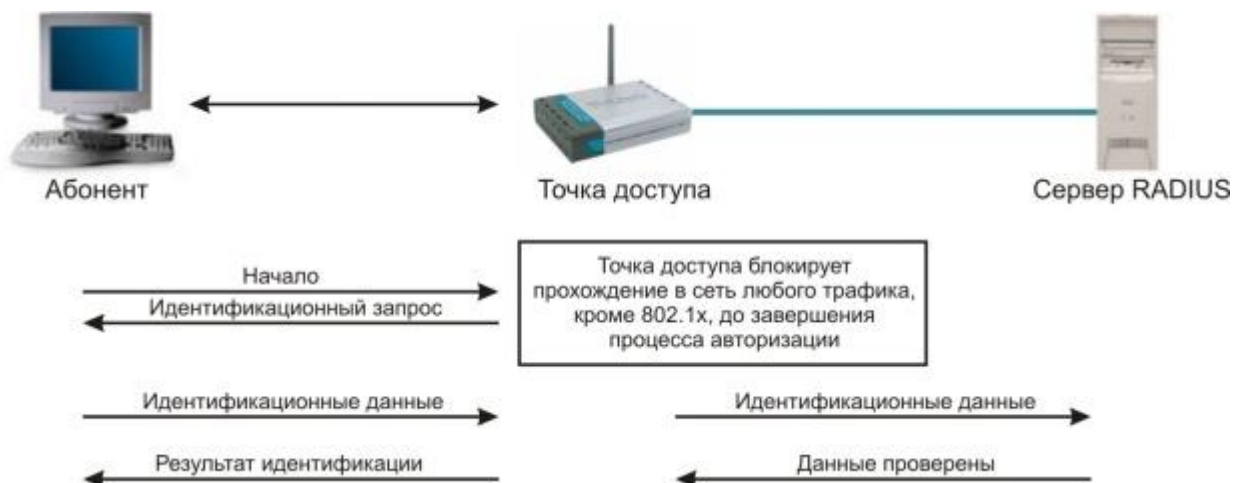 Абонент
Точка доступа
Сервер RADIUS
Начало
Идентификационный запрос
Точка доступа блокирует
прохождение в сеть любого трафика,
кроме 802.1x, до завершения
процесса авторизации
Идентификационные данные
Идентификационные данные
Результат идентификации
Данные проверены